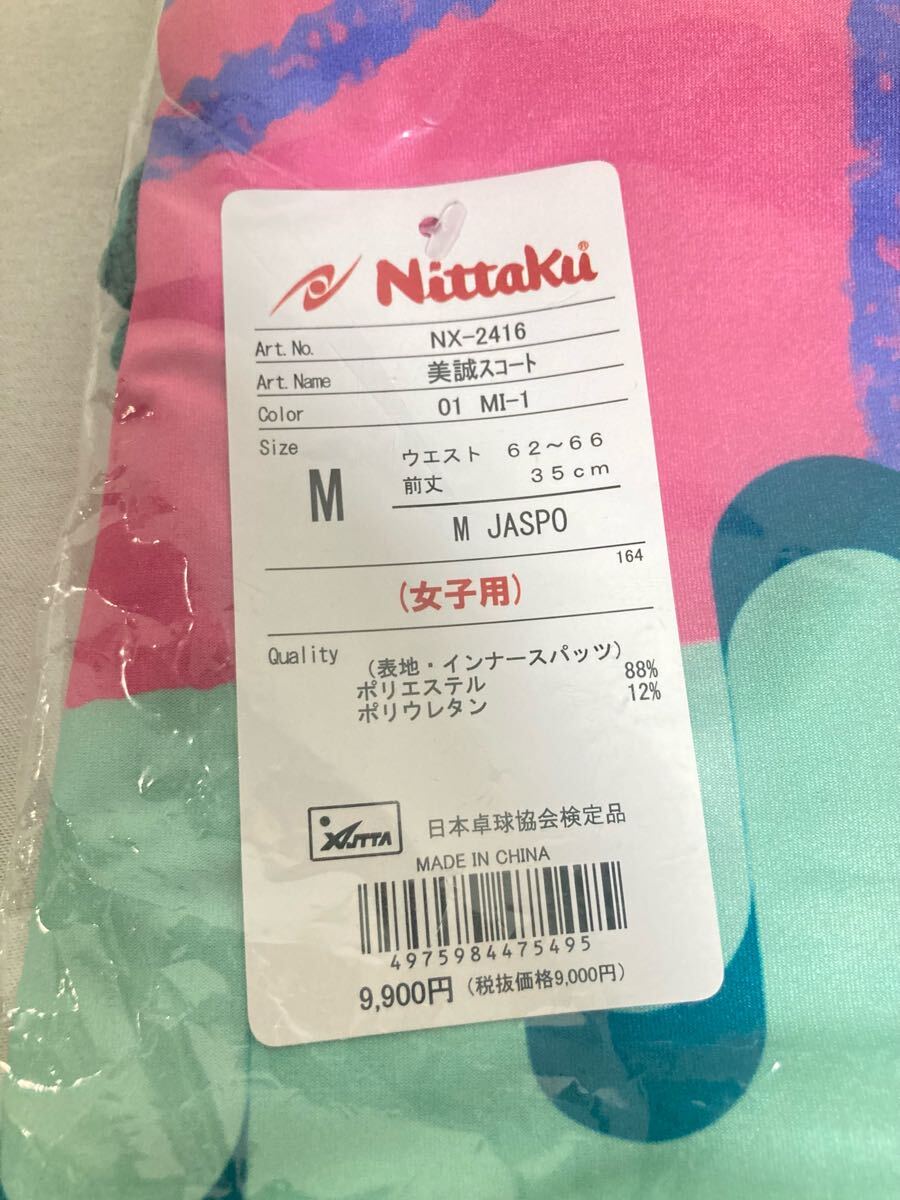 Nittaku®
Art.No. NX-2416
Art.Name 美誠スコート
Color 01 MI-1
Size M ウエスト 62～66
前丈 35cm
M JASPO
164
(女子用)
Quality (表地・インナースパッツ)
ポリエステル 88%
ポリウレタン 12%
JTTA 日本卓球協会検定品
MADE IN CHINA
4975984475495
9,900円 (税抜価格9,000円)